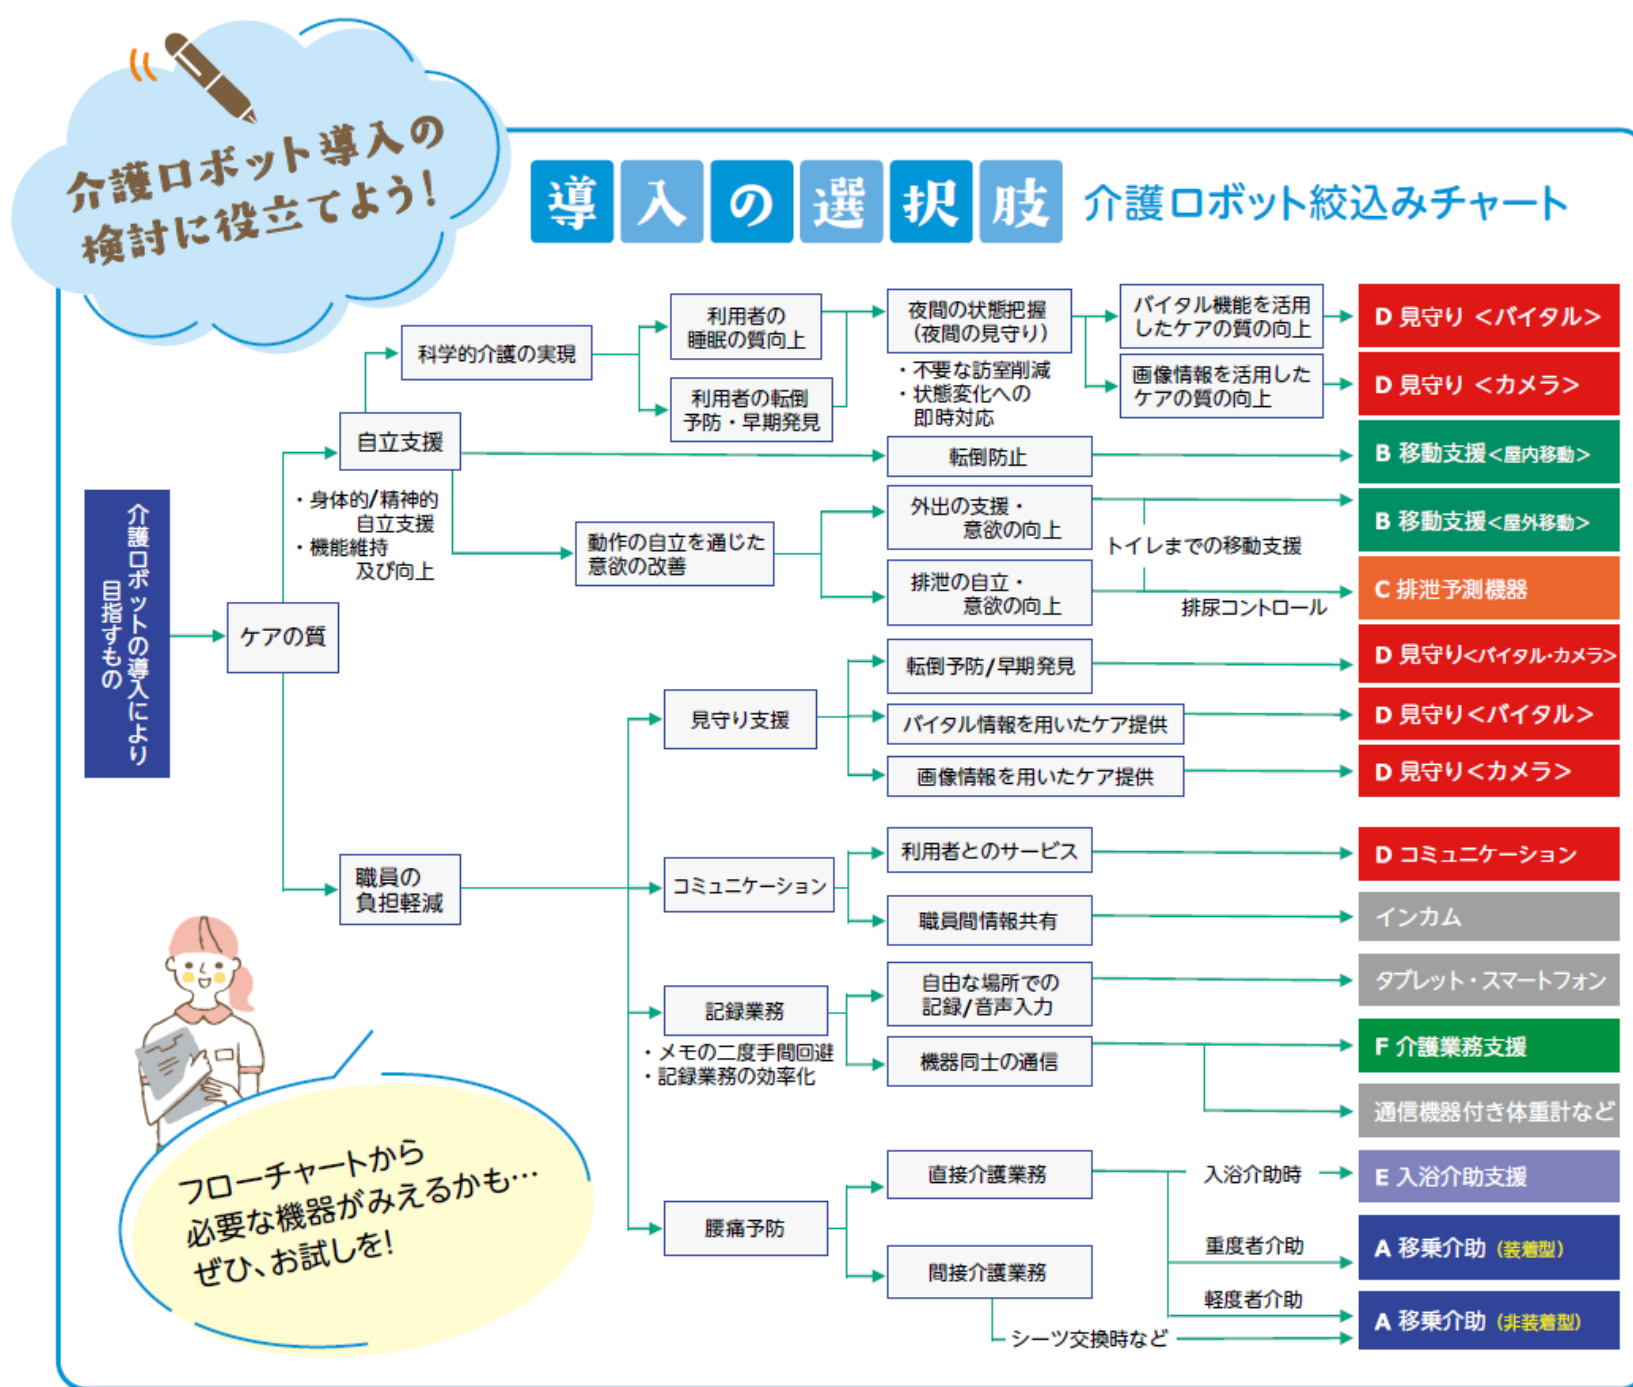 介護ロボット導入の
検討に役立てよう!
導入の選択肢 介護ロボット絞込みチャート
介護ロボットの導入により
目指すもの
ケアの質
自立支援
・身体的/精神的
自立支援
・機能維持
及び向上
職員の
負担軽減
科学的介護の実現
利用者の
睡眠の質向上
利用者の転倒
予防・早期発見
夜間の状態把握
(夜間の見守り)
・不要な訪室削減
・状態変化への
即時対応
バイタル機能を活用
したケアの質の向上
画像情報を活用した
ケアの質の向上
D 見守り <バイタル>
D 見守り <カメラ>
転倒防止
B 移動支援<屋内移動>
動作の自立を通じた
意欲の改善
外出の支援・
意欲の向上
B 移動支援<屋外移動>
トイレまでの移動支援
排泄の自立・
意欲の向上
排尿コントロール
C 排泄予測機器
見守り支援
転倒予防/早期発見
D 見守り<バイタル・カメラ>
バイタル情報を用いたケア提供
D 見守り<バイタル>
画像情報を用いたケア提供
D 見守り<カメラ>
コミュニケーション
利用者とのサービス
D コミュニケーション
職員間情報共有
インカム
記録業務
・メモの二度手間回避
・記録業務の効率化
自由な場所での
記録/音声入力
タブレット・スマートフォン
機器同士の通信
F 介護業務支援
通信機器付き体重計など
腰痛予防
直接介護業務
入浴介助時
E 入浴介助支援
重度者介助
A 移乗介助 (装着型)
間接介護業務
軽度者介助
A 移乗介助 (非装着型)
シーツ交換時など
フローチャートから
必要な機器がみえるかも…
ぜひ、お試しを!